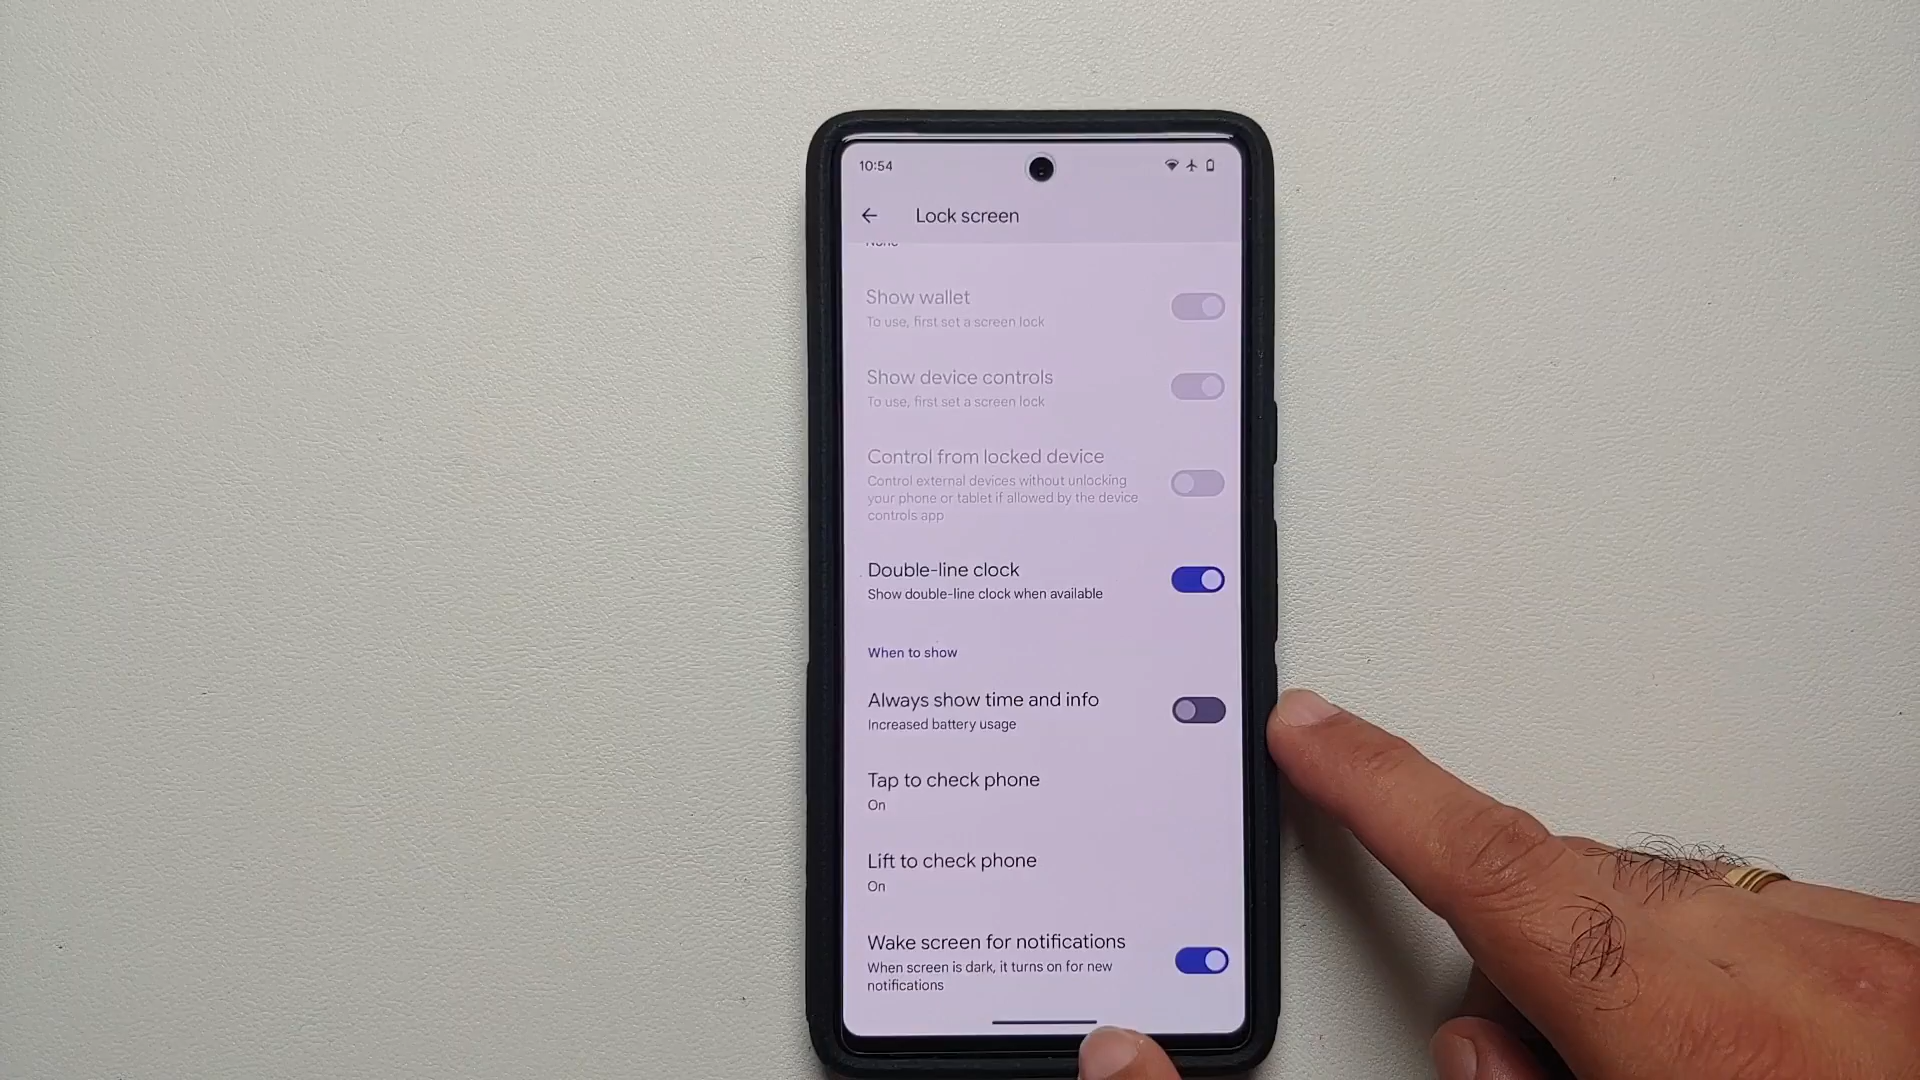 10:54
Lock screen
None
Show wallet
To use, first set a screen lock
Show device controls
To use, first set a screen lock
Control from locked device
Control external devices without unlocking
your phone or tablet if allowed by the device
controls app
Double-line clock
Show double-line clock when available
When to show
Always show time and info
Increased battery usage
Tap to check phone
On
Lift to check phone
On
Wake screen for notifications
When screen is dark, it turns on for new
notifications